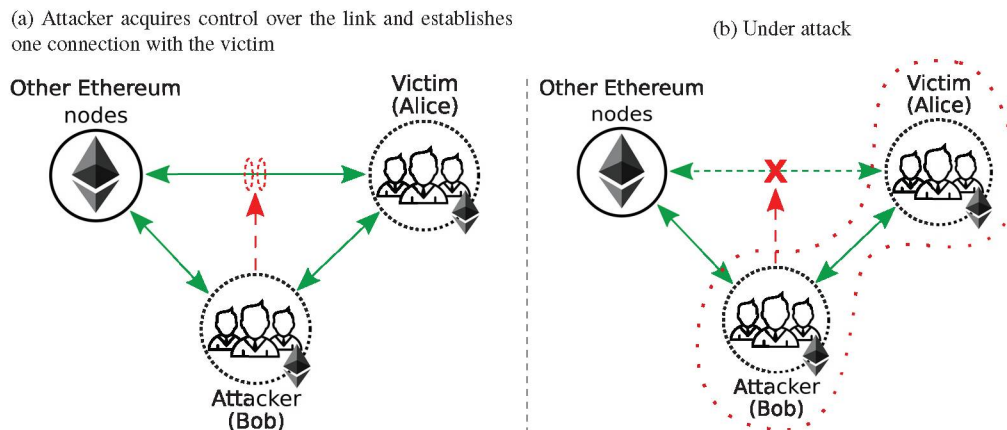 (a) Attacker acquires control over the link and establishes
one connection with the victim
Other Ethereum
nodes
Victim
(Alice)
Attacker
(Bob)
(b) Under attack
Other Ethereum
nodes
X
Victim
(Alice)
Attacker
(Bob)